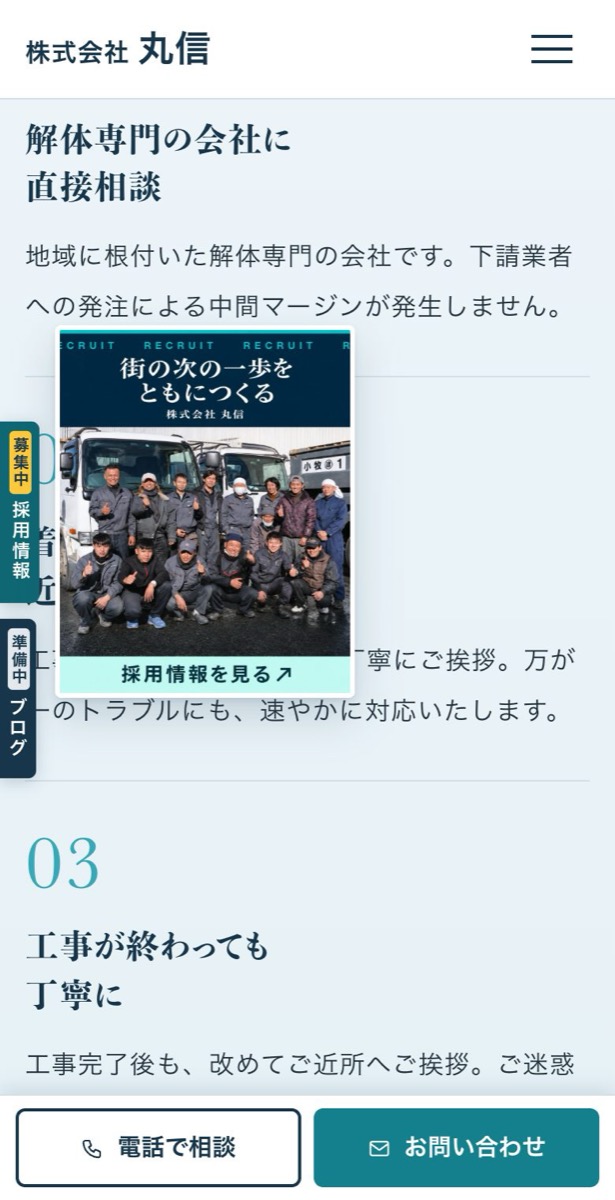 株式会社 丸信
解体専門の会社に
直接相談
地域に根付いた解体専門の会社です。下請業者
への発注による中間マージンが発生しません。
ECRUIT RECRUIT RECRUIT R
街の次の一歩を
ともにつくる
株式会社 丸信
小牧 1
採用情報を見る↗
募集中 採用情報
準備中 ブログ
0
着
近
工
丁寧にご挨拶。万が
一のトラブルにも、速やかに対応いたします。
03
工事が終わっても
丁寧に
工事完了後も、改めてご近所へご挨拶。ご迷惑
電話で相談
お問い合わせ